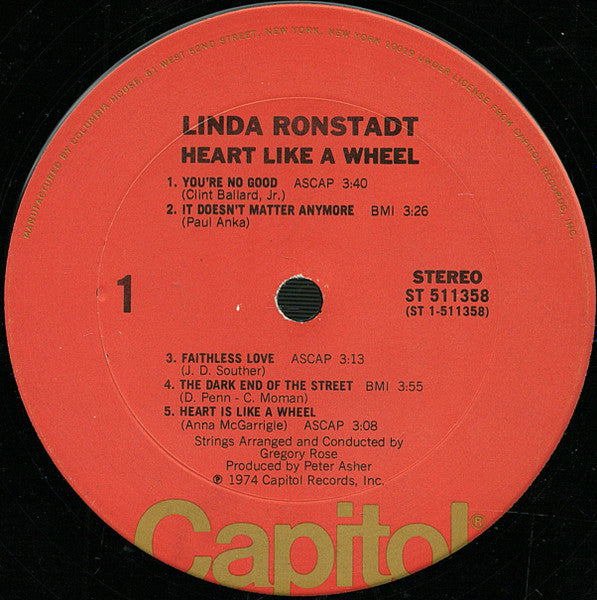 MANUFACTURED BY COLUMBIA HOUSE, 51 WEST 52ND STREET, NEW YORK, NEW YORK 10019 UNDER LICENSE FROM CAPITOL RECORDS, INC.
LINDA RONSTADT
HEART LIKE A WHEEL
1. YOU'RE NO GOOD ASCAP 3:40
(Clint Ballard, Jr.)
2. IT DOESN'T MATTER ANYMORE BMI 3:26
(Paul Anka)
1
STEREO
ST 511358
(ST 1-511358)
3. FAITHLESS LOVE ASCAP 3:13
(J. D. Souther)
4. THE DARK END OF THE STREET BMI 3:55
(D. Penn - C. Moman)
5. HEART IS LIKE A WHEEL
(Anna McGarrigle) ASCAP 3:08
Strings Arranged and Conducted by
Gregory Rose
Produced by Peter Asher
℗ 1974 Capitol Records, Inc.
Capitol®